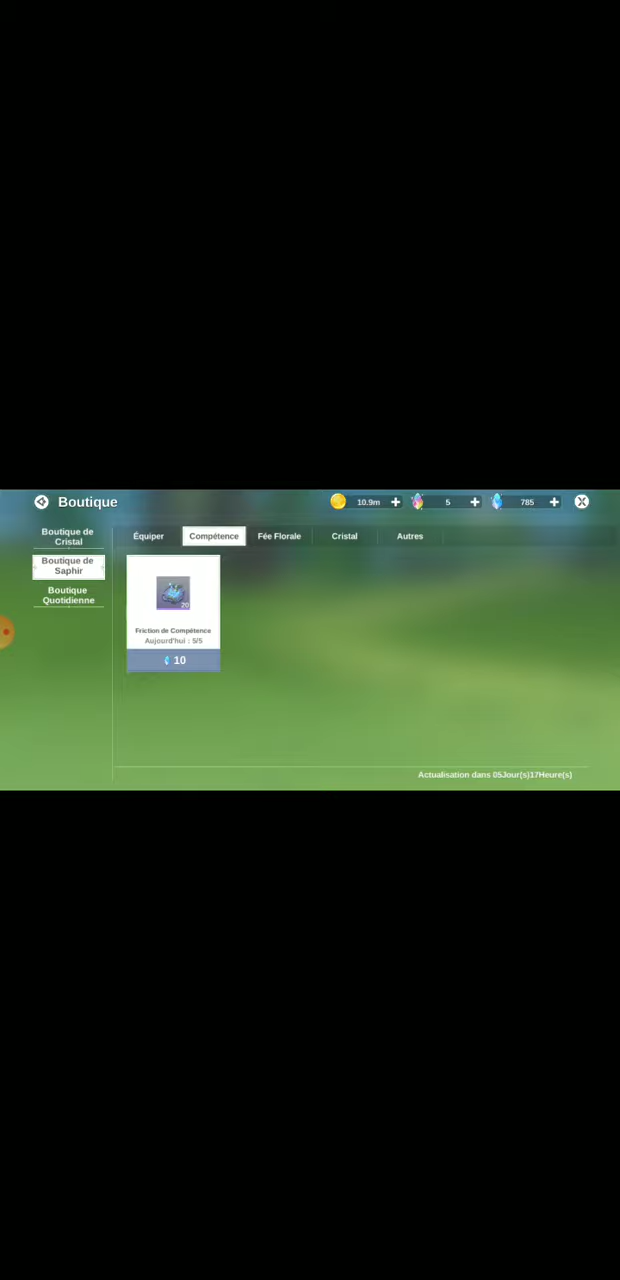 Boutique
10.9m
5
785
Boutique de
Cristal
Boutique de
Saphir
Boutique
Quotidienne
Équiper
Compétence
Fée Florale
Cristal
Autres
20
Friction de Compétence
Aujourd'hui : 5/5
10
Actualisation dans 05Jour(s)17Heure(s)